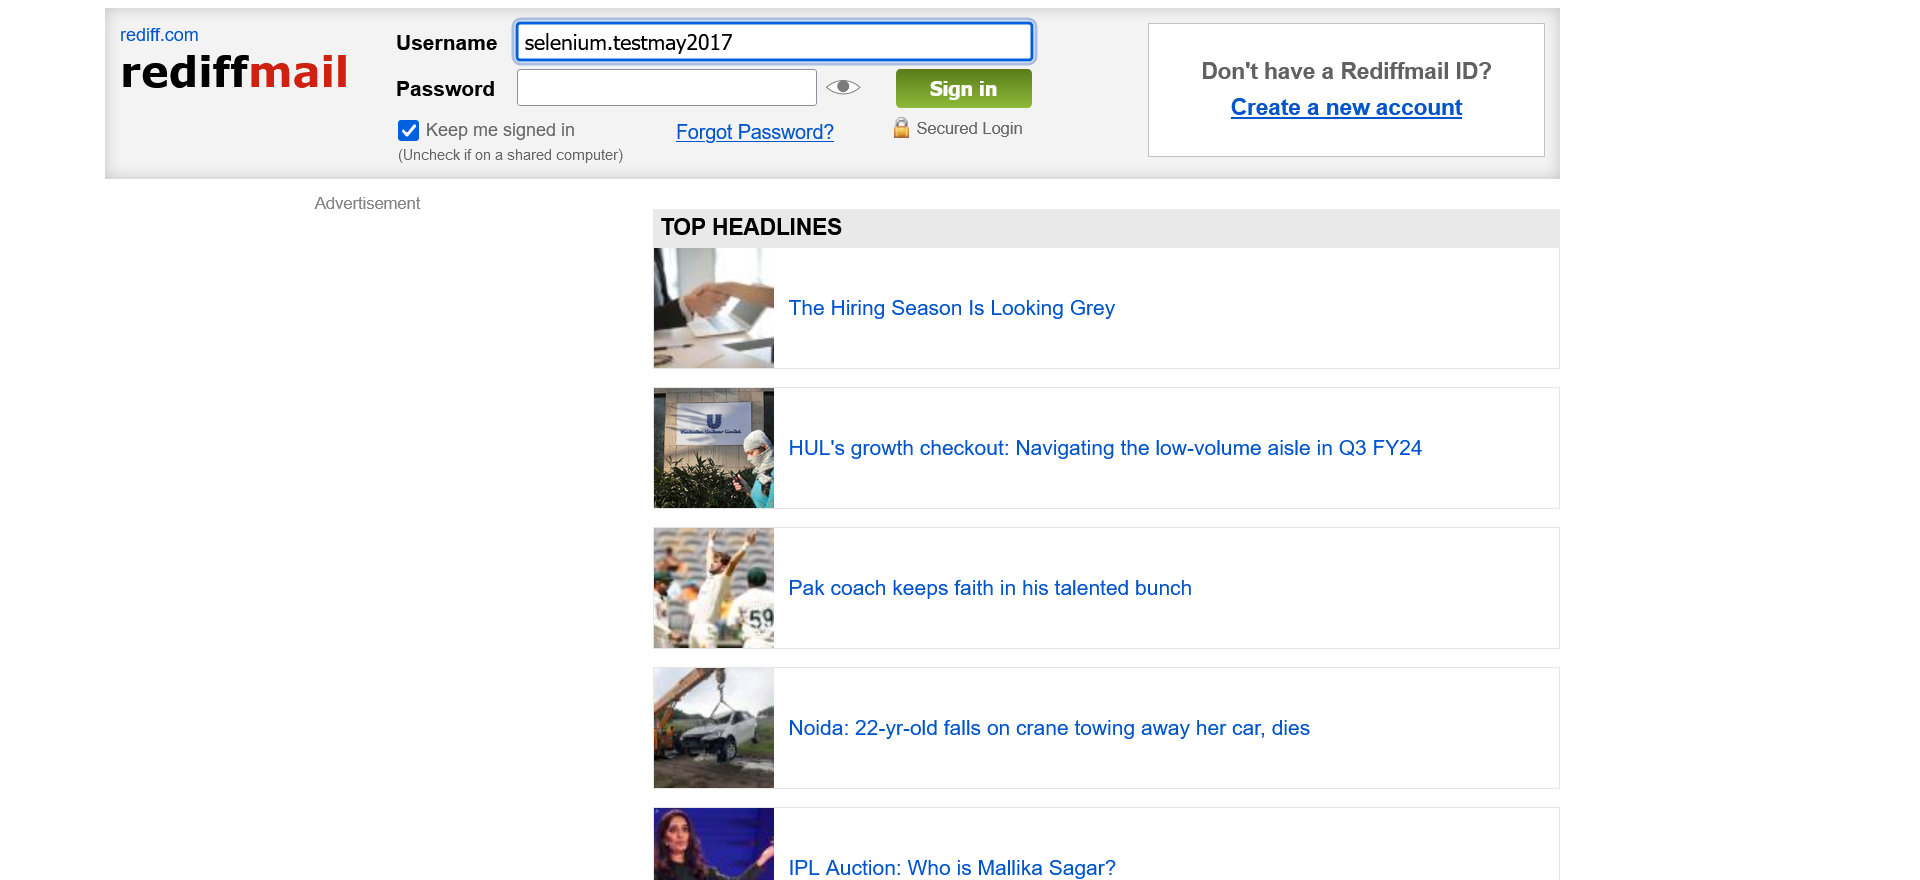 rediff.com
rediffmail
Username
selenium.testmay2017
Password
Sign in
Keep me signed in
(Uncheck if on a shared computer)
Forgot Password?
Secured Login
Don't have a Rediffmail ID?
Create a new account
Advertisement
TOP HEADLINES
The Hiring Season Is Looking Grey
HUL's growth checkout: Navigating the low-volume aisle in Q3 FY24
59
Pak coach keeps faith in his talented bunch
Noida: 22-yr-old falls on crane towing away her car, dies
IPL Auction: Who is Mallika Sagar?